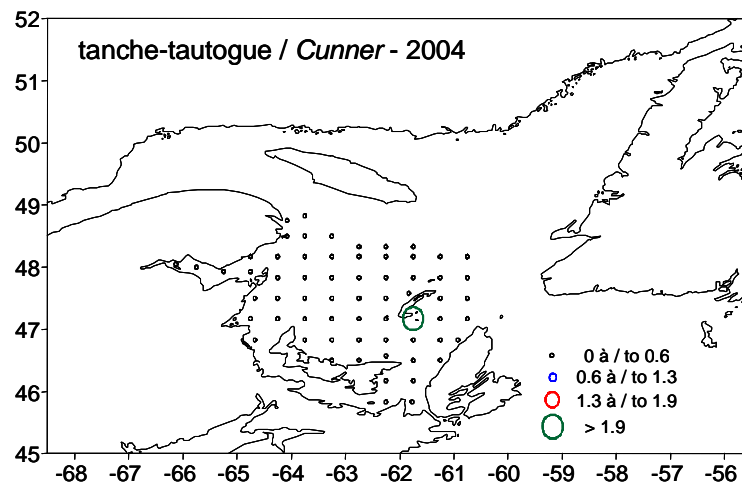 tanche-tautogue / Cunner - 2004
52
51
50
49
48
47
46
45
0 à / to 0.6
0.6 à / to 1.3
1.3 à / to 1.9
> 1.9
-68 -67 -66 -65 -64 -63 -62 -61 -60 -59 -58 -57 -56